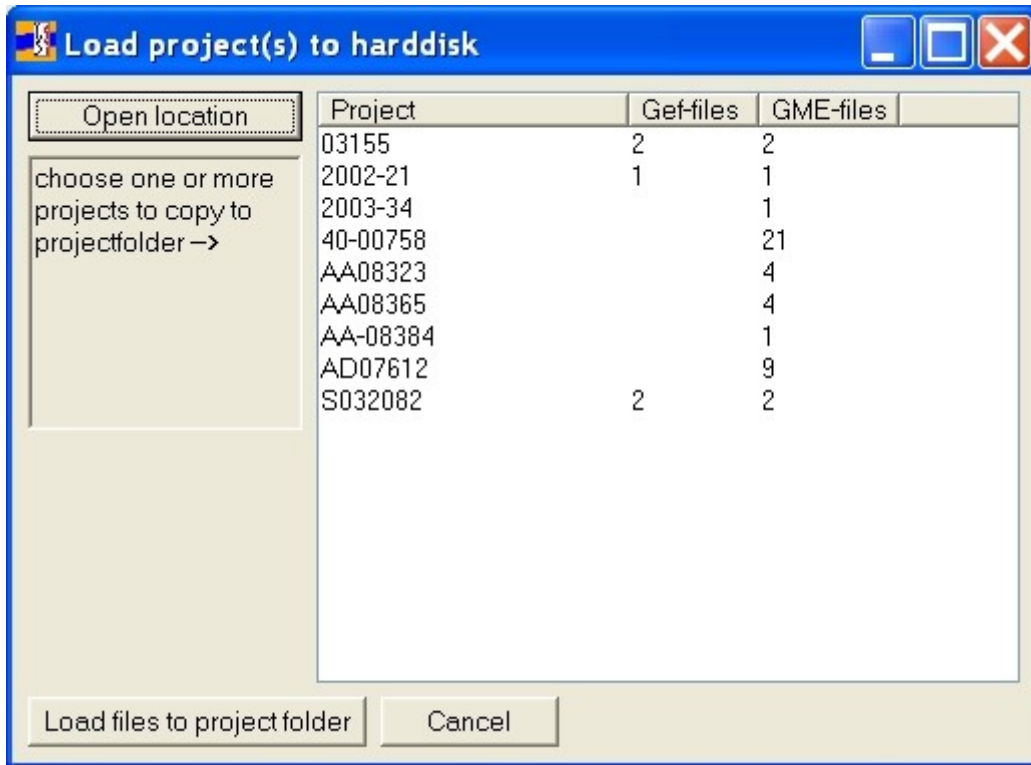 Load project(s) to harddisk
Open location
choose one or more
projects to copy to
projectfolder -->
Project Gef-files GME-files
03155 2 2
2002-21 1 1
2003-34 1
40-00758 21
AA08323 4
AA08365 4
AA-08384 1
AD07612 9
S032082 2 2
Load files to project folder Cancel